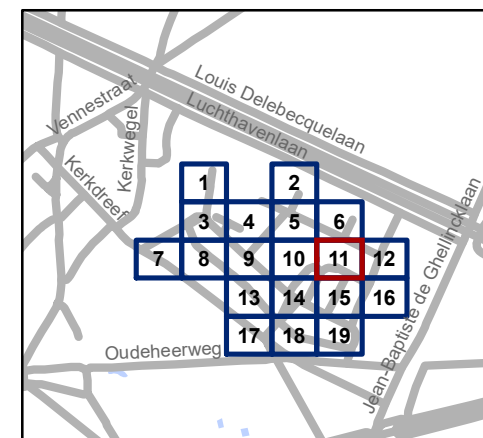 Louis Delebecquelaan
Luchthavenlaan
Vennestraat
Kerkwegel
Kerkdreef
Jean-Baptiste de Ghellincklaan
1 2
3 4 5 6
7 8 9 10 11 12
13 14 15 16
17 18 19
Oudeheerweg